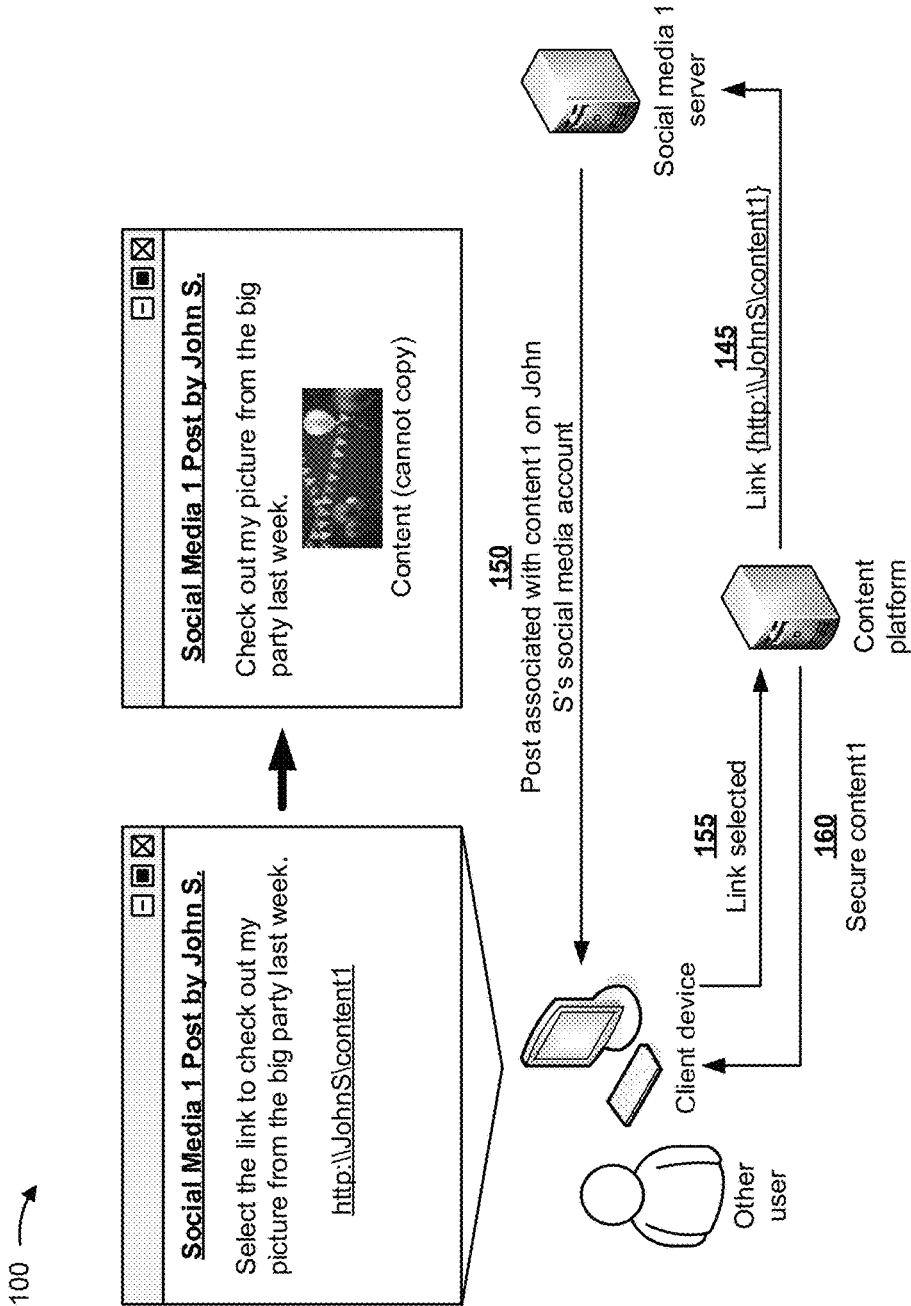 100
Social Media 1 Post by John S.
Select the link to check out my
picture from the big party last week.
http:\\JohnS\content1
Social Media 1 Post by John S.
Check out my picture from the big
party last week.
Content (cannot copy)
150
Post associated with content1 on John
S's social media account
Other
user
Client device
155
Link selected
160
Secure content1
Content
platform
145
Link {http:\\JohnS\content1}
Social media 1
server